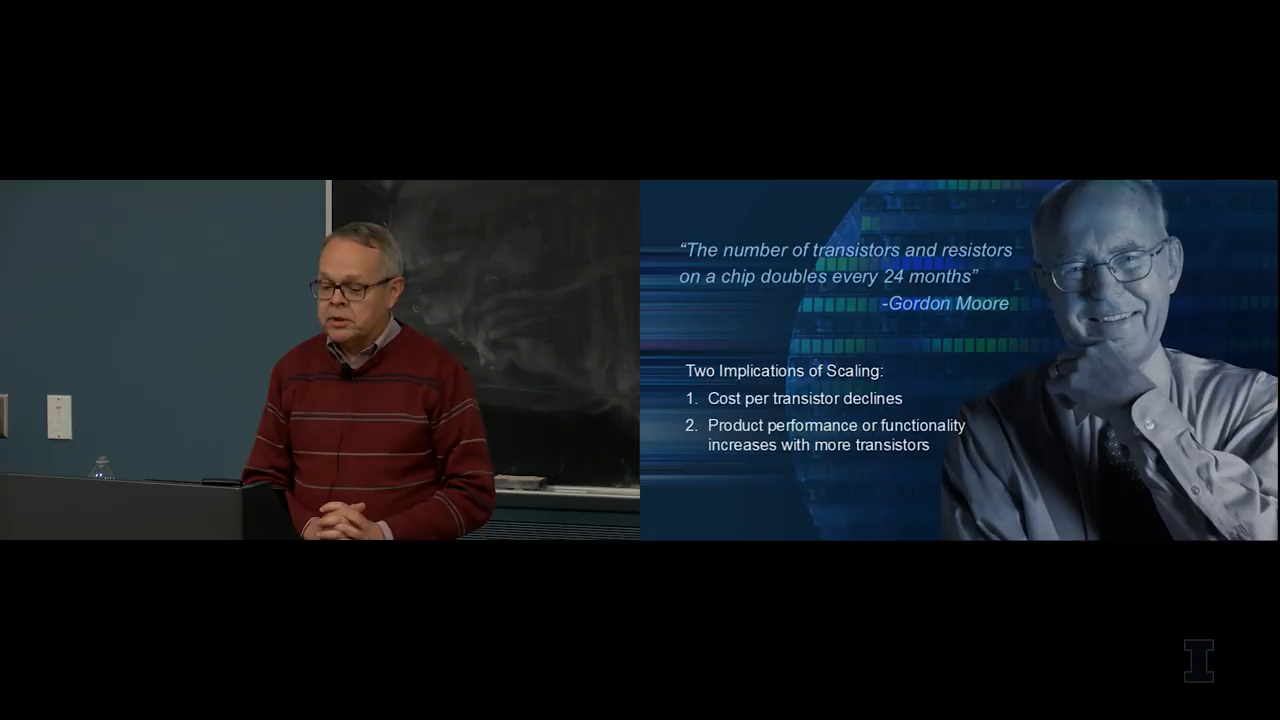 “The number of transistors and resistors
on a chip doubles every 24 months”
-Gordon Moore
Two Implications of Scaling:
1. Cost per transistor declines
2. Product performance or functionality
increases with more transistors
I